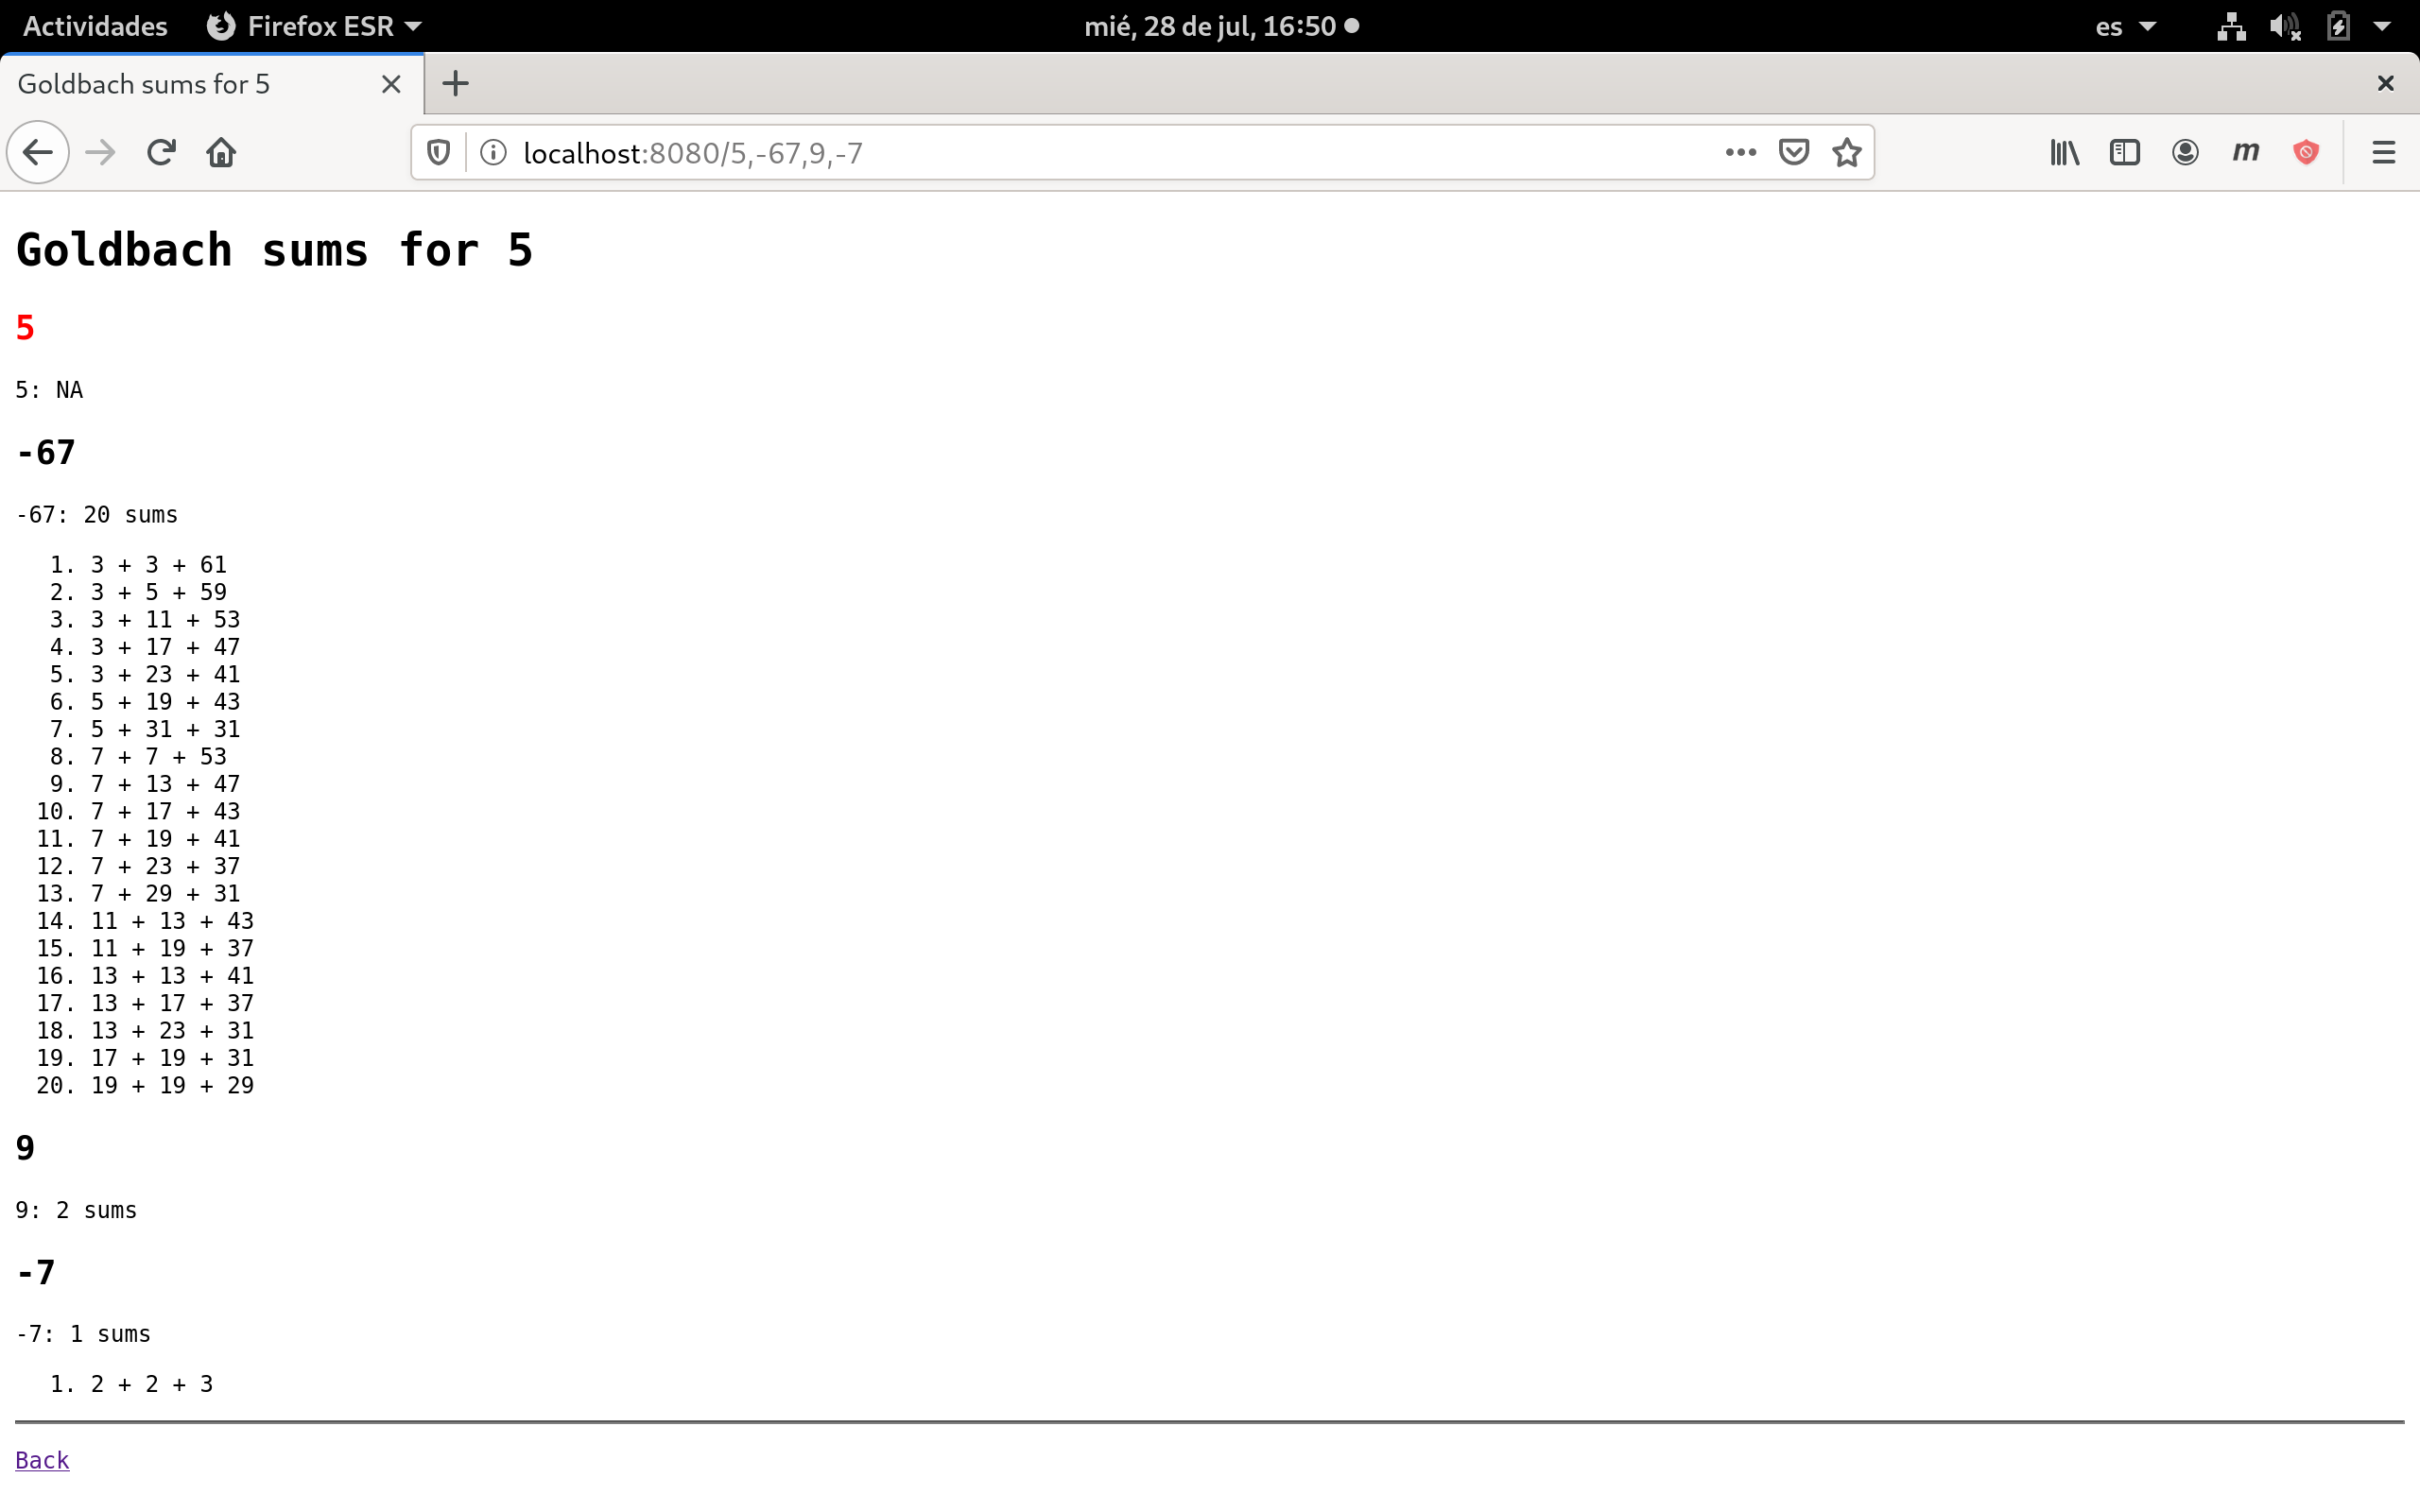 Actividades Firefox ESR mié, 28 de jul, 16:50 es
Goldbach sums for 5
localhost:8080/5,-67,9,-7
m
Goldbach sums for 5
5
5: NA
-67
-67: 20 sums
1. 3 + 3 + 61
2. 3 + 5 + 59
3. 3 + 11 + 53
4. 3 + 17 + 47
5. 3 + 23 + 41
6. 5 + 19 + 43
7. 5 + 31 + 31
8. 7 + 7 + 53
9. 7 + 13 + 47
10. 7 + 17 + 43
11. 7 + 19 + 41
12. 7 + 23 + 37
13. 7 + 29 + 31
14. 11 + 13 + 43
15. 11 + 19 + 37
16. 13 + 13 + 41
17. 13 + 17 + 37
18. 13 + 23 + 31
19. 17 + 19 + 31
20. 19 + 19 + 29
9
9: 2 sums
-7
-7: 1 sums
1. 2 + 2 + 3
Back